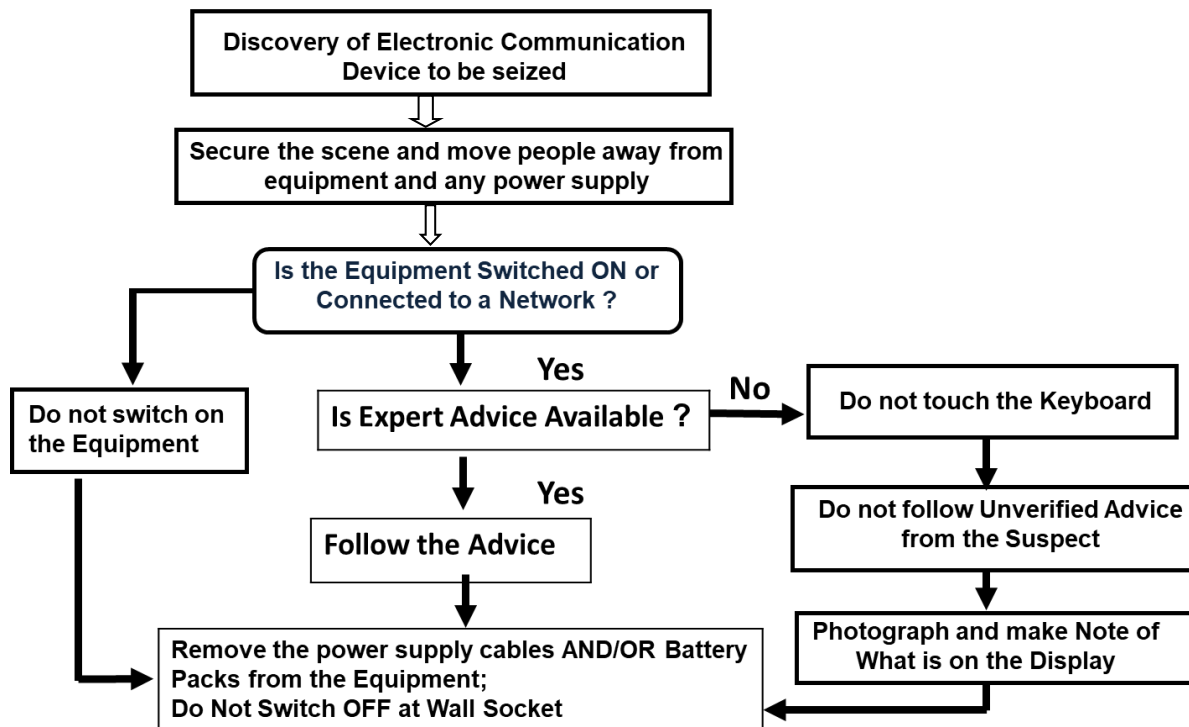 Discovery of Electronic Communication
Device to be seized
Secure the scene and move people away from
equipment and any power supply
Is the Equipment Switched ON or
Connected to a Network ?
Yes
Do not switch on
the Equipment
Is Expert Advice Available ?
No
Do not touch the Keyboard
Yes
Do not follow Unverified Advice
from the Suspect
Follow the Advice
Photograph and make Note of
What is on the Display
Remove the power supply cables AND/OR Battery
Packs from the Equipment;
Do Not Switch OFF at Wall Socket